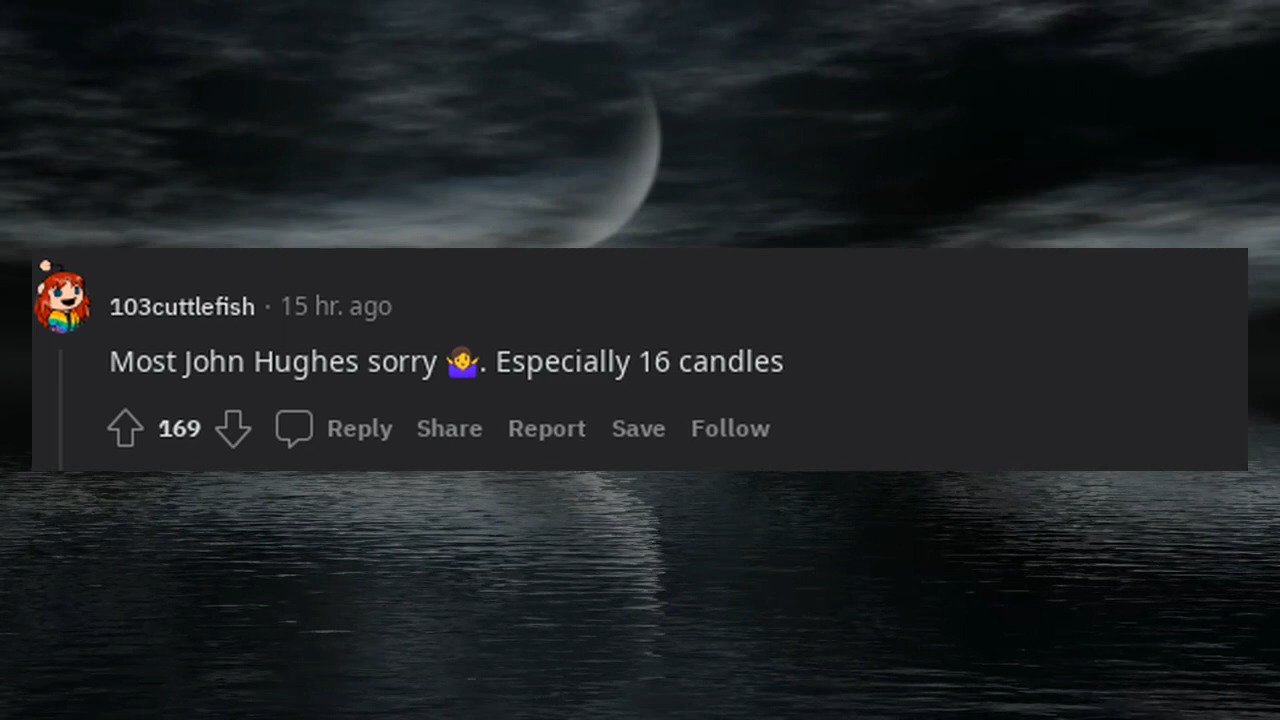 103cuttlefish · 15 hr. ago
Most John Hughes sorry 🤷‍♀️. Especially 16 candles
169 Reply Share Report Save Follow